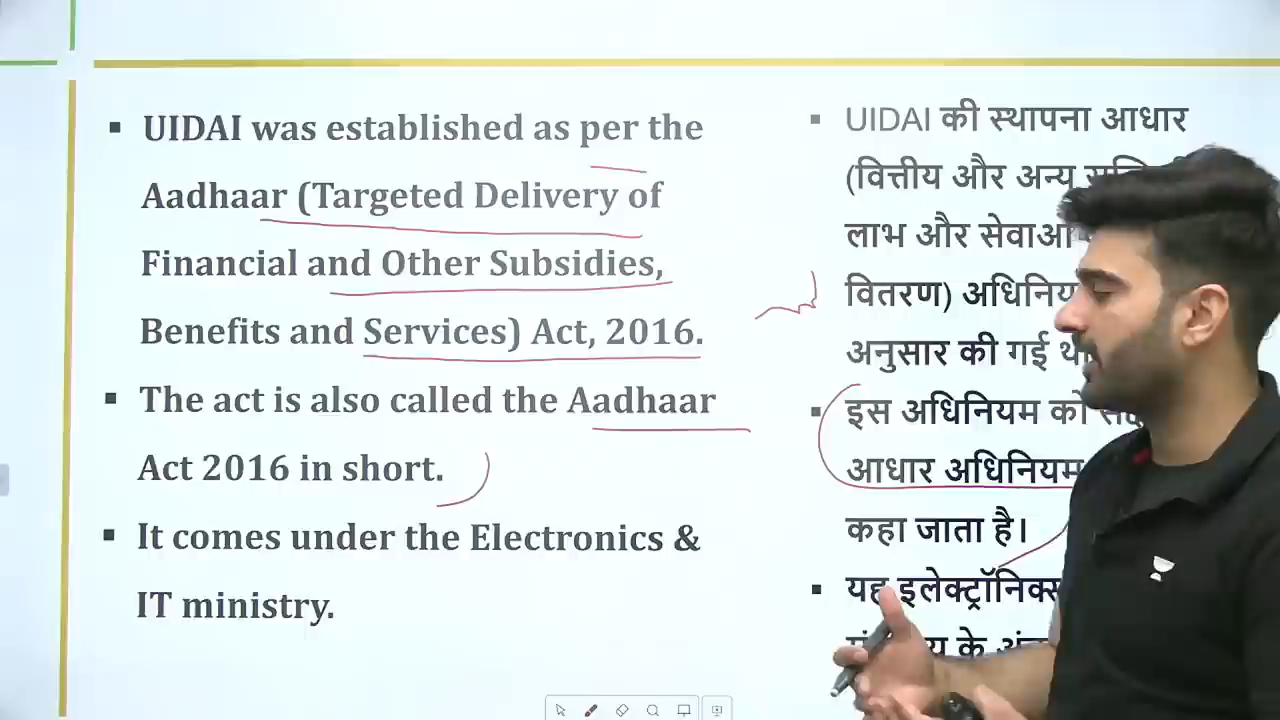 UIDAI was established as per the
Aadhaar (Targeted Delivery of
Financial and Other Subsidies,
Benefits and Services) Act, 2016.
The act is also called the Aadhaar
Act 2016 in short.
It comes under the Electronics &
IT ministry.
UIDAI की स्थापना आधार
(वित्तीय और अन्य
लाभ और
वितरण)
अनुसार की गई
इस अधिनियम को
आधार अधिनियम
कहा जाता है।
यह इलेक्ट्रॉनिक्स
के